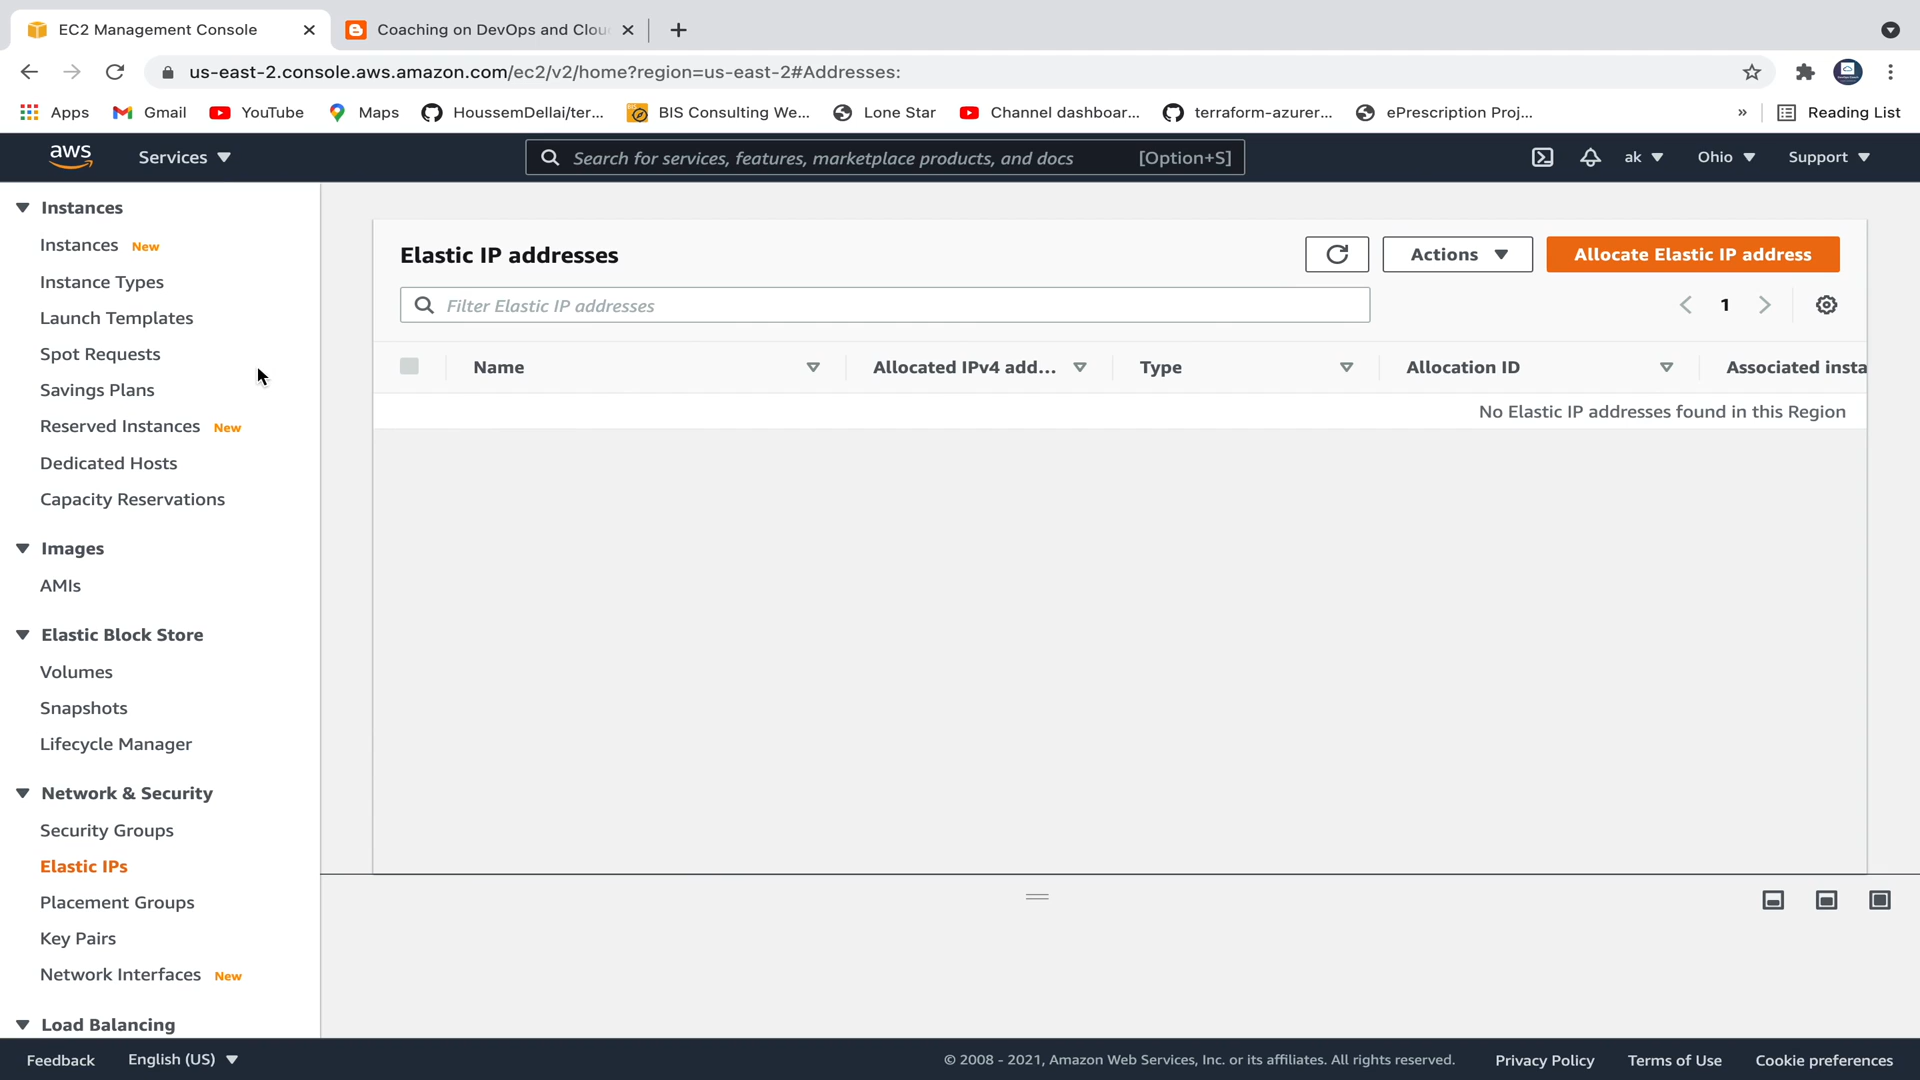 EC2 Management Console
Coaching on DevOps and Clou
us-east-2.console.aws.amazon.com/ec2/v2/home?region=us-east-2#Addresses:
Apps Gmail YouTube Maps HoussemDellai/ter... BIS Consulting We... Lone Star Channel dashboar... terraform-azurer... ePrescription Proj... » Reading List
aws Services Search for services, features, marketplace products, and docs [Option+S] ak Ohio Support
Instances
Instances New
Instance Types
Launch Templates
Spot Requests
Savings Plans
Reserved Instances New
Dedicated Hosts
Capacity Reservations
Images
AMIs
Elastic Block Store
Volumes
Snapshots
Lifecycle Manager
Network & Security
Security Groups
Elastic IPs
Placement Groups
Key Pairs
Network Interfaces New
Load Balancing
Elastic IP addresses Actions Allocate Elastic IP address
Filter Elastic IP addresses 1
Name Allocated IPv4 add... Type Allocation ID Associated insta
No Elastic IP addresses found in this Region
Feedback English (US) © 2008 - 2021, Amazon Web Services, Inc. or its affiliates. All rights reserved. Privacy Policy Terms of Use Cookie preferences